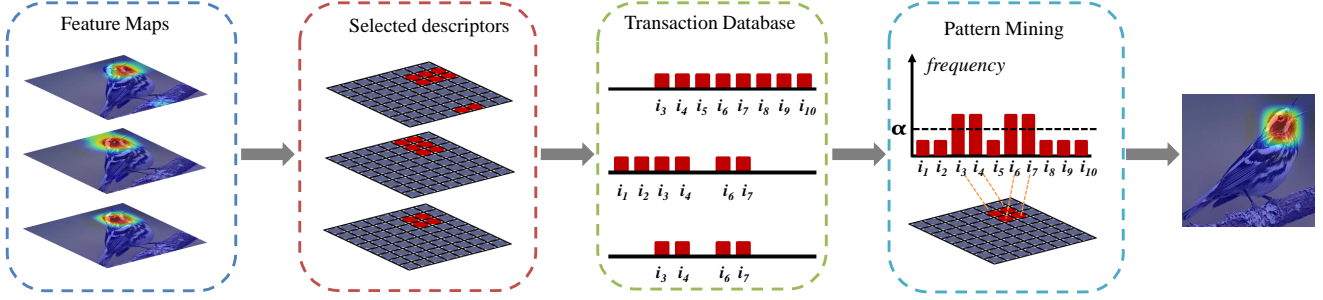 Feature Maps
Selected descriptors
Transaction Database
i3 i4 i5 i6 i7 i8 i9 i10
i1 i2 i3 i4 i6 i7
i3 i4 i6 i7
Pattern Mining
frequency
α
i1 i2 i3 i4 i5 i6 i7 i8 i9 i10